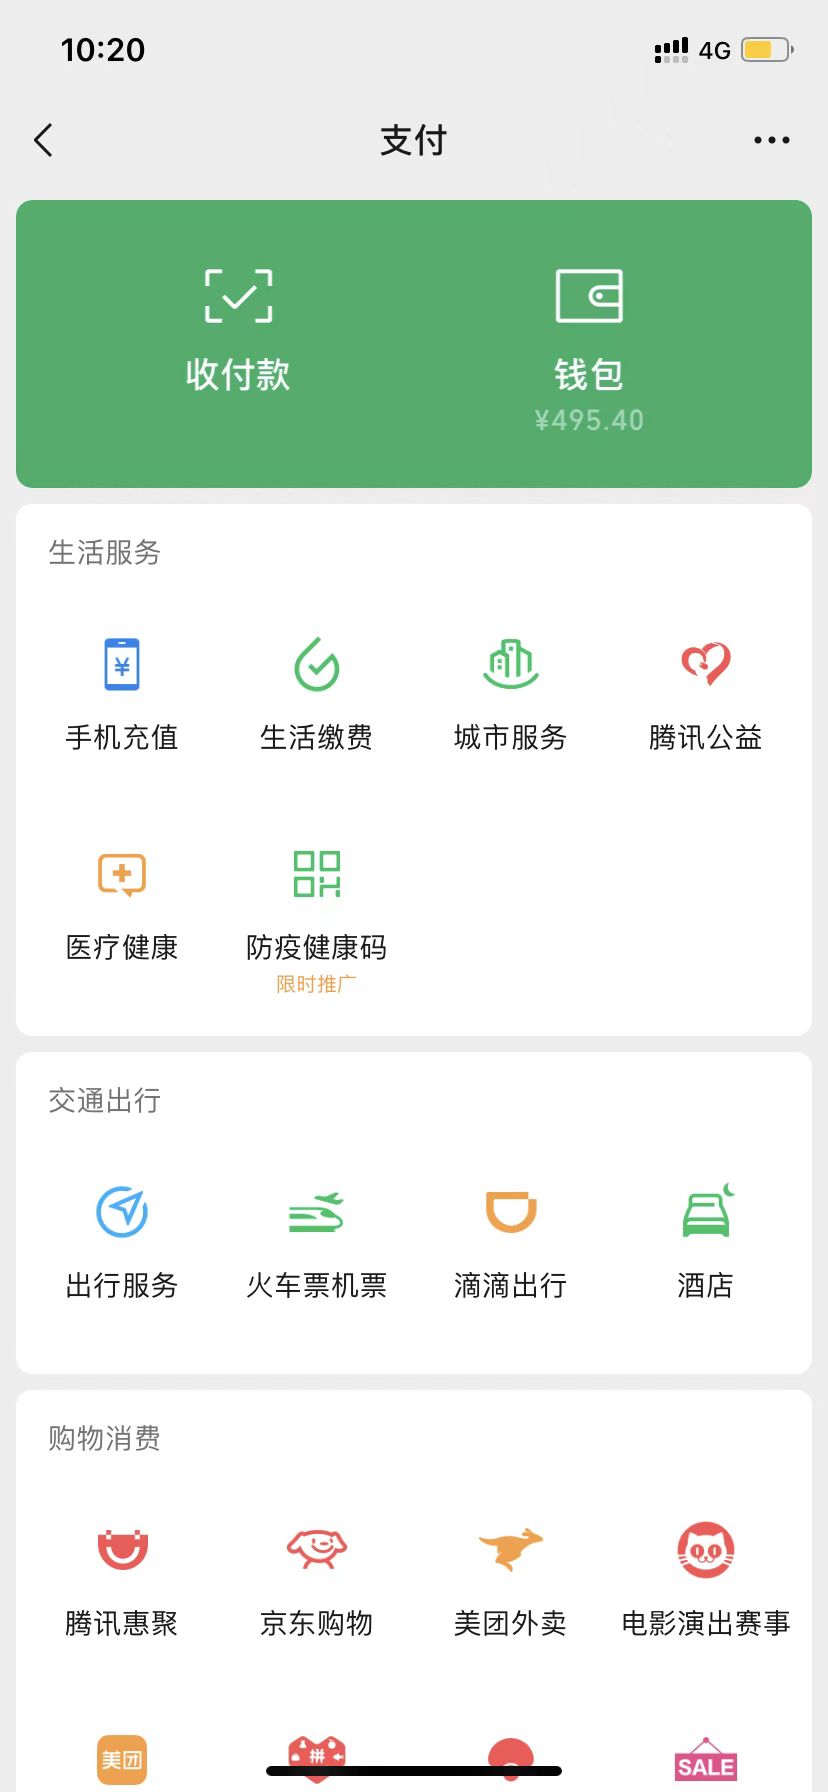 10:20
4G
支付
收付款
钱包
¥495.40
生活服务
手机充值
生活缴费
城市服务
腾讯公益
医疗健康
防疫健康码
限时推广
交通出行
出行服务
火车票机票
滴滴出行
酒店
购物消费
腾讯惠聚
京东购物
美团外卖
电影演出赛事
美团
拼
SALE